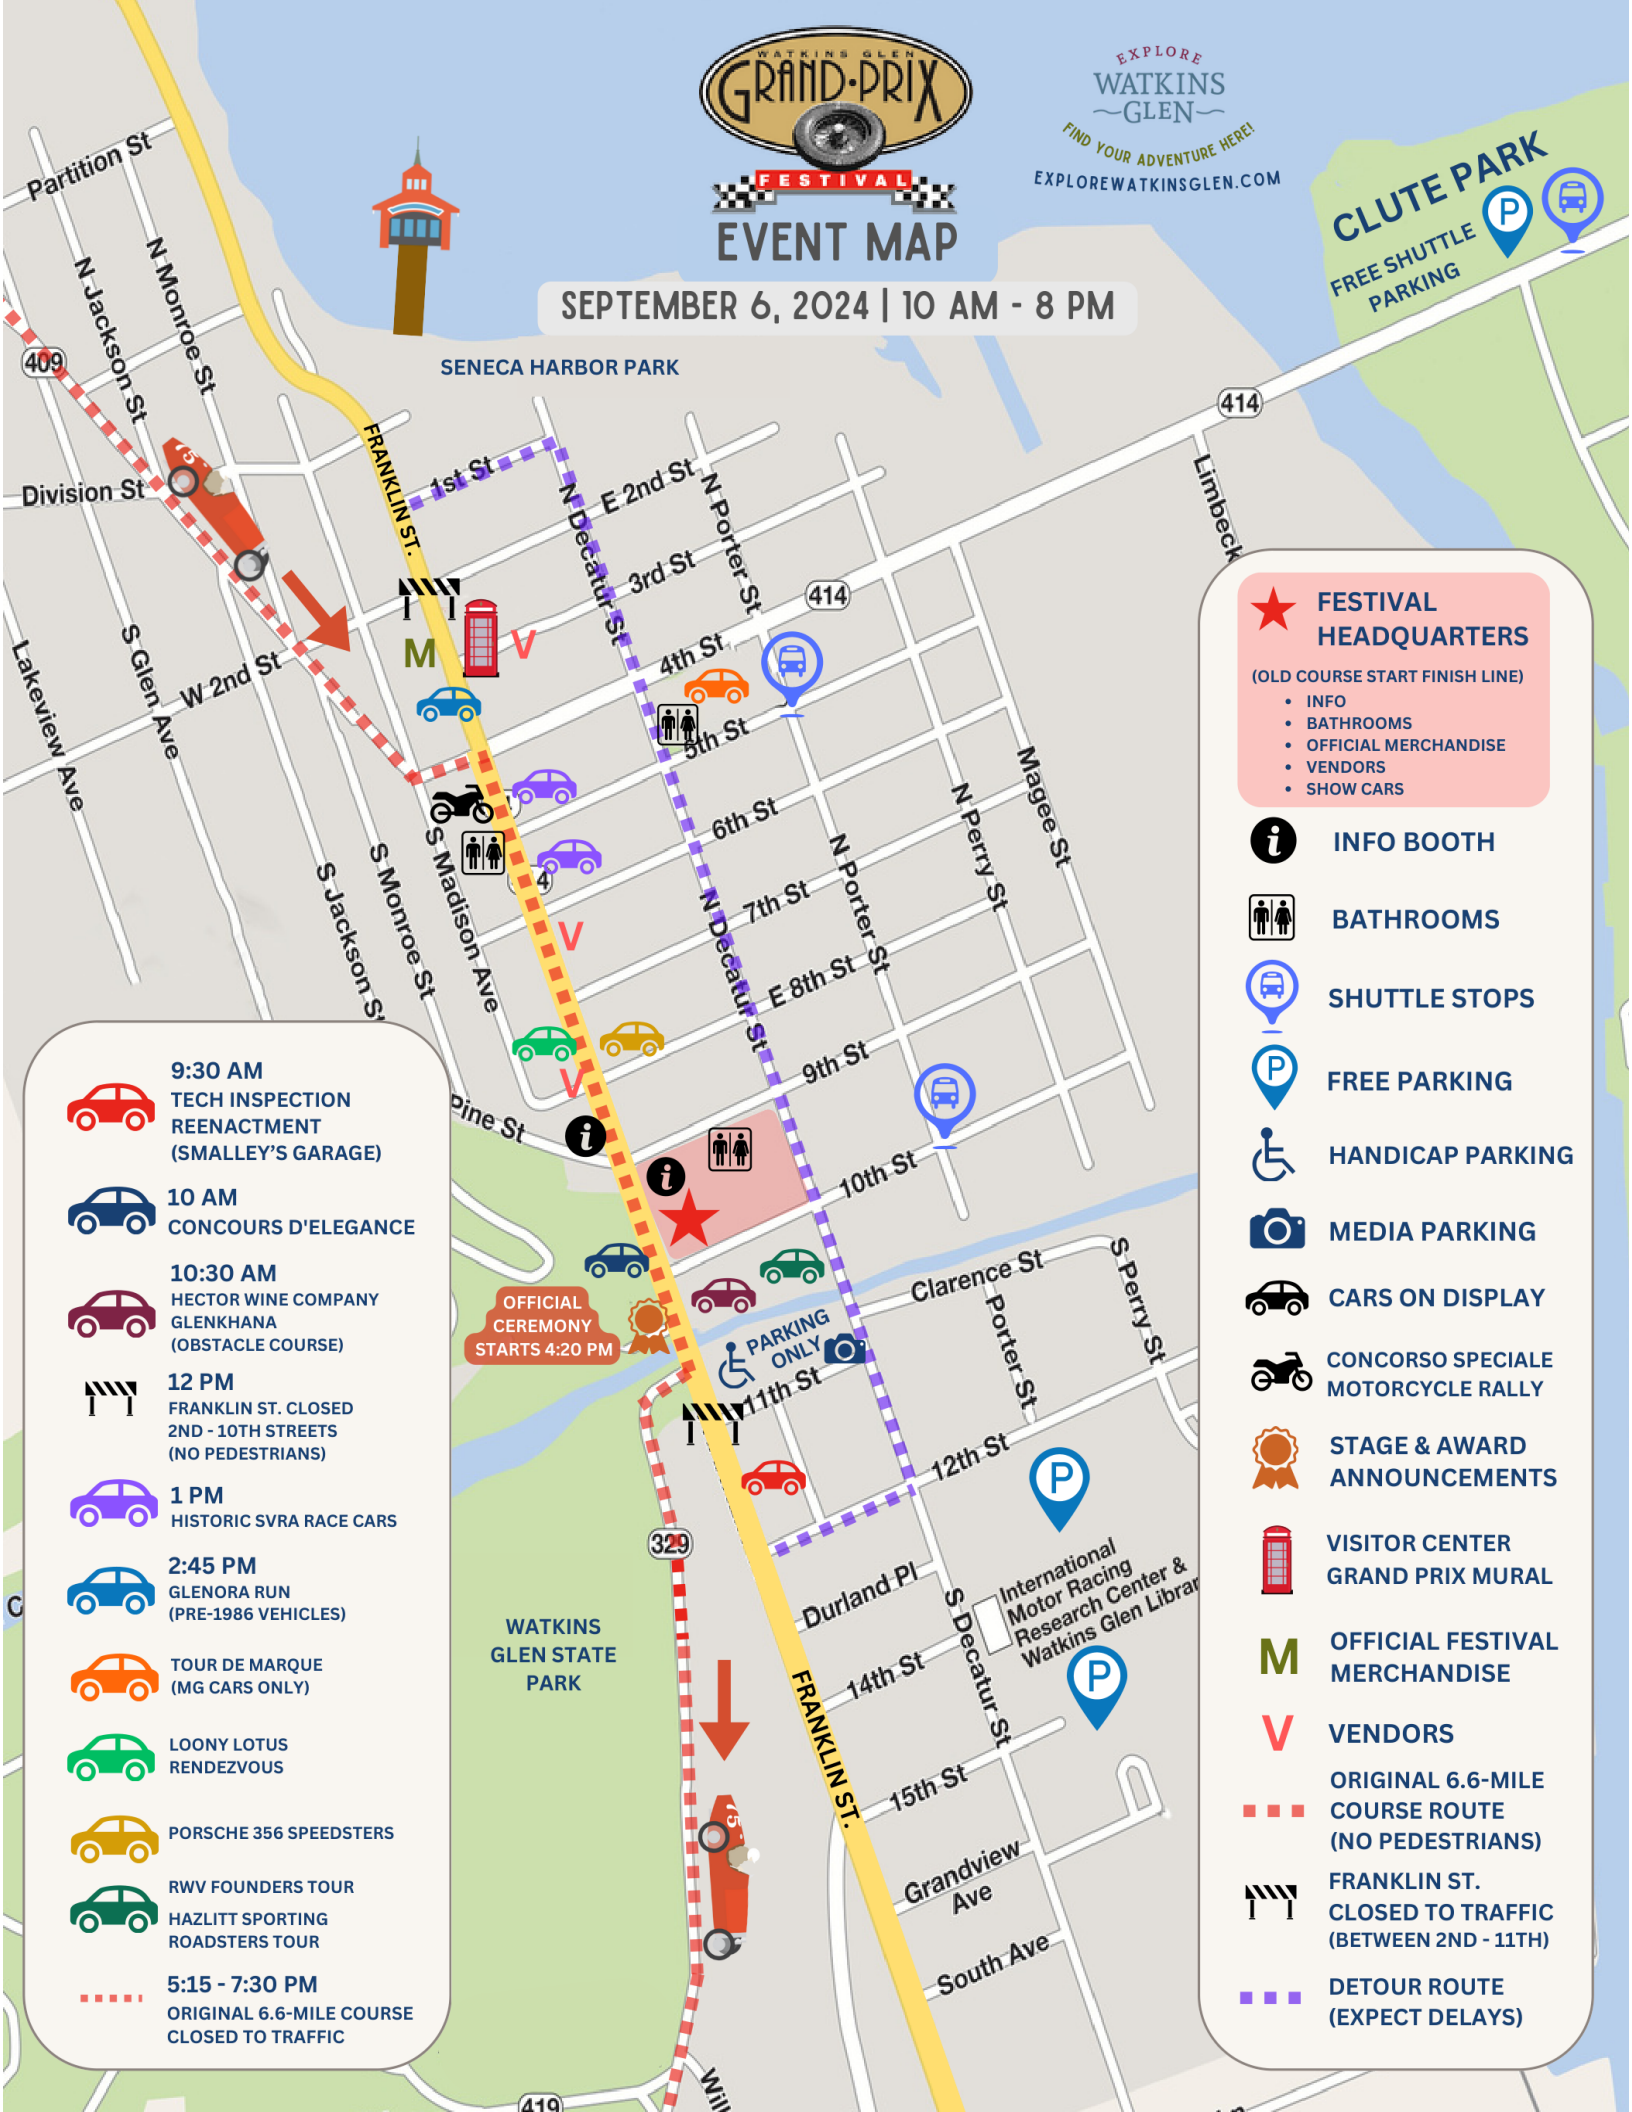 WATKINS GLEN
GRAND·PRIX
FESTIVAL
EVENT MAP
SEPTEMBER 6, 2024 | 10 AM - 8 PM
EXPLORE
WATKINS
GLEN
FIND YOUR ADVENTURE HERE!
EXPLOREWATKINSGLEN.COM
CLUTE PARK
FREE SHUTTLE
PARKING
P
SENECA HARBOR PARK
Partition St
N Jackson St
N Monroe St
409
75
Division St
FRANKLIN ST.
1st St
N Decatur St
E 2nd St
N Porter St
3rd St
414
414
Limbeck
4th St
M
V
W 2nd St
S Glen Ave
Lakeview Ave
5th St
6th St
Magee St
N Perry St
N Porter St
7th St
N Decatur St
E 8th St
9th St
10th St
4
V
V
S Madison Ave
S Monroe St
S Jackson St
Pine St
i
i
OFFICIAL
CEREMONY
STARTS 4:20 PM
PARKING
ONLY
11th St
Clarence St
Porter St
S Perry St
12th St
P
329
International
Motor Racing
Research Center &
Watkins Glen Librar
P
Durland Pl
S Decatur St
14th St
FRANKLIN ST.
15th St
Grandview
Ave
South Ave
WATKINS
GLEN STATE
PARK
75
Will
419
C
9:30 AM
TECH INSPECTION
REENACTMENT
(SMALLEY'S GARAGE)
10 AM
CONCOURS D'ELEGANCE
10:30 AM
HECTOR WINE COMPANY
GLENKHANA
(OBSTACLE COURSE)
12 PM
FRANKLIN ST. CLOSED
2ND - 10TH STREETS
(NO PEDESTRIANS)
1 PM
HISTORIC SVRA RACE CARS
2:45 PM
GLENORA RUN
(PRE-1986 VEHICLES)
TOUR DE MARQUE
(MG CARS ONLY)
LOONY LOTUS
RENDEZVOUS
PORSCHE 356 SPEEDSTERS
RWV FOUNDERS TOUR
HAZLITT SPORTING
ROADSTERS TOUR
5:15 - 7:30 PM
ORIGINAL 6.6-MILE COURSE
CLOSED TO TRAFFIC
FESTIVAL
HEADQUARTERS
(OLD COURSE START FINISH LINE)
• INFO
• BATHROOMS
• OFFICIAL MERCHANDISE
• VENDORS
• SHOW CARS
i INFO BOOTH
BATHROOMS
SHUTTLE STOPS
P FREE PARKING
HANDICAP PARKING
MEDIA PARKING
CARS ON DISPLAY
CONCORSO SPECIALE
MOTORCYCLE RALLY
STAGE & AWARD
ANNOUNCEMENTS
VISITOR CENTER
GRAND PRIX MURAL
M OFFICIAL FESTIVAL
MERCHANDISE
V VENDORS
ORIGINAL 6.6-MILE
COURSE ROUTE
(NO PEDESTRIANS)
FRANKLIN ST.
CLOSED TO TRAFFIC
(BETWEEN 2ND - 11TH)
DETOUR ROUTE
(EXPECT DELAYS)